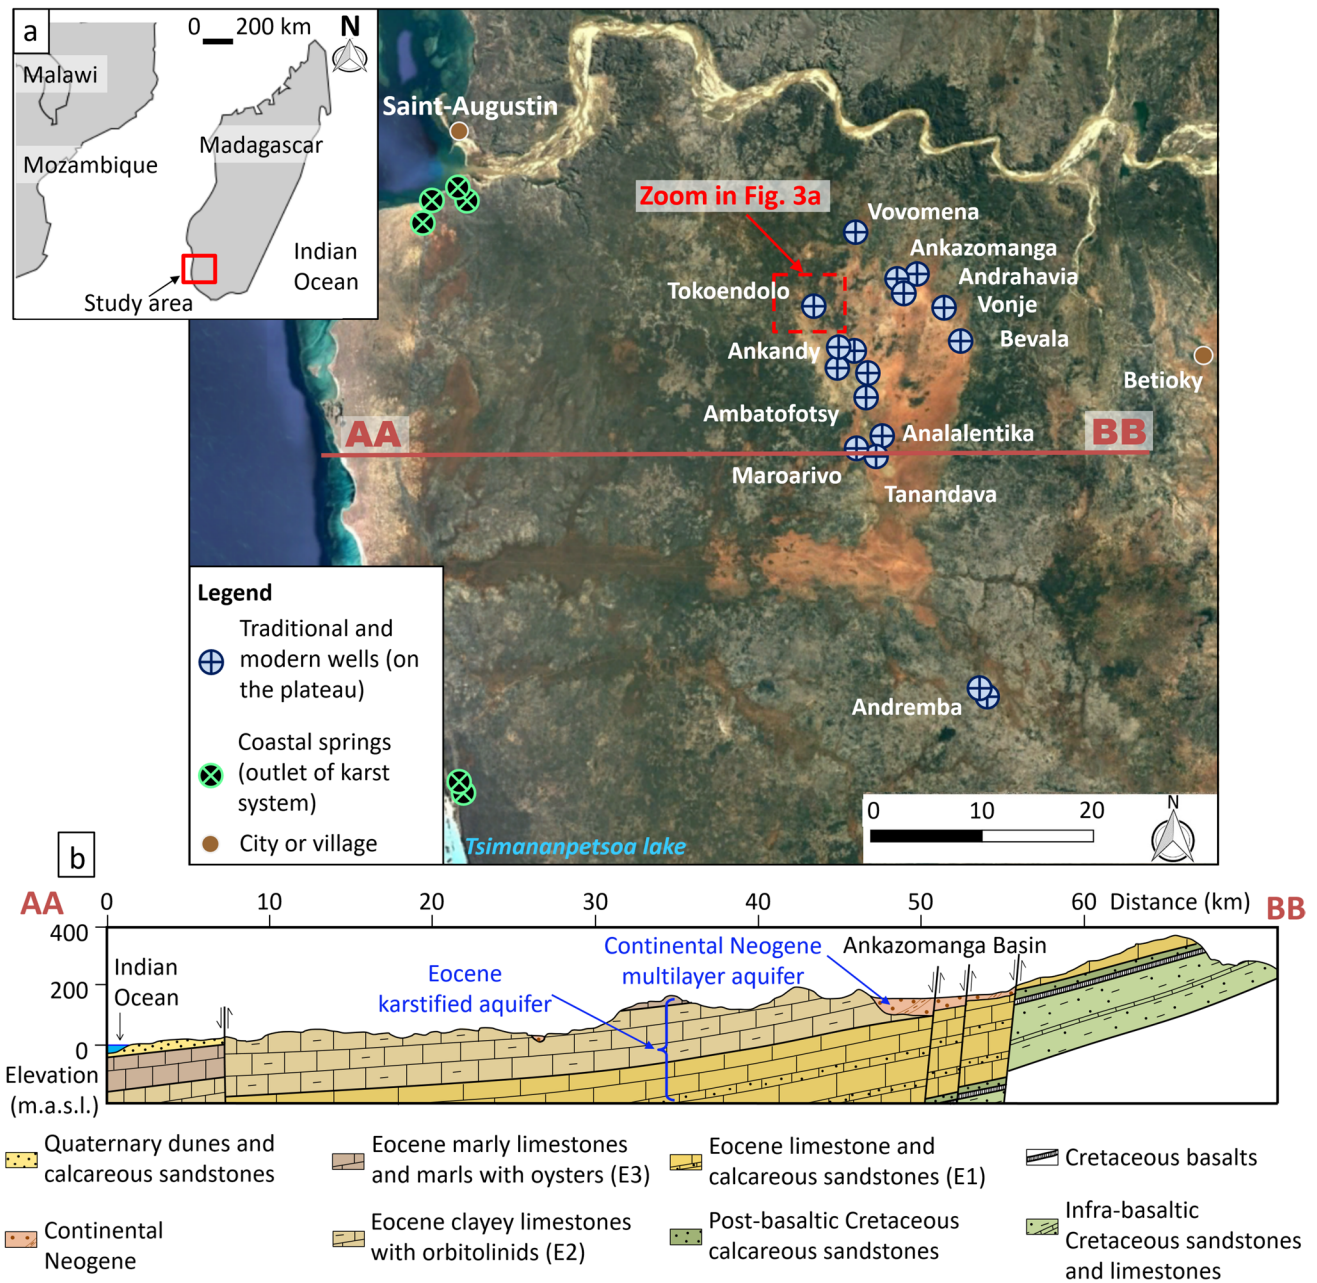 a
0 200 km
N
Malawi
Mozambique
Madagascar
Indian
Ocean
Study area
Saint-Augustin
Zoom in Fig. 3a
Vovomena
Ankazomanga
Andrahavia
Tokoendolo
Vonje
Bevala
Ankandy
Betioky
Ambatofotsy
AA
BB
Analalentika
Maroarivo
Tanandava
Andremba
Legend
Traditional and
modern wells (on
the plateau)
Coastal springs
(outlet of karst
system)
City or village
Tsimananpetsoa lake
0 10 20
N
b
AA
0 10 20 30 40 50 60 Distance (km)
BB
400
200
0
Elevation
(m.a.s.l.)
Indian
Ocean
Eocene
karstified aquifer
Continental Neogene
multilayer aquifer
Ankazomanga Basin
Quaternary dunes and
calcareous sandstones
Eocene marly limestones
and marls with oysters (E3)
Eocene limestone and
calcareous sandstones (E1)
Cretaceous basalts
Continental
Neogene
Eocene clayey limestones
with orbitolinids (E2)
Post-basaltic Cretaceous
calcareous sandstones
Infra-basaltic
Cretaceous sandstones
and limestones